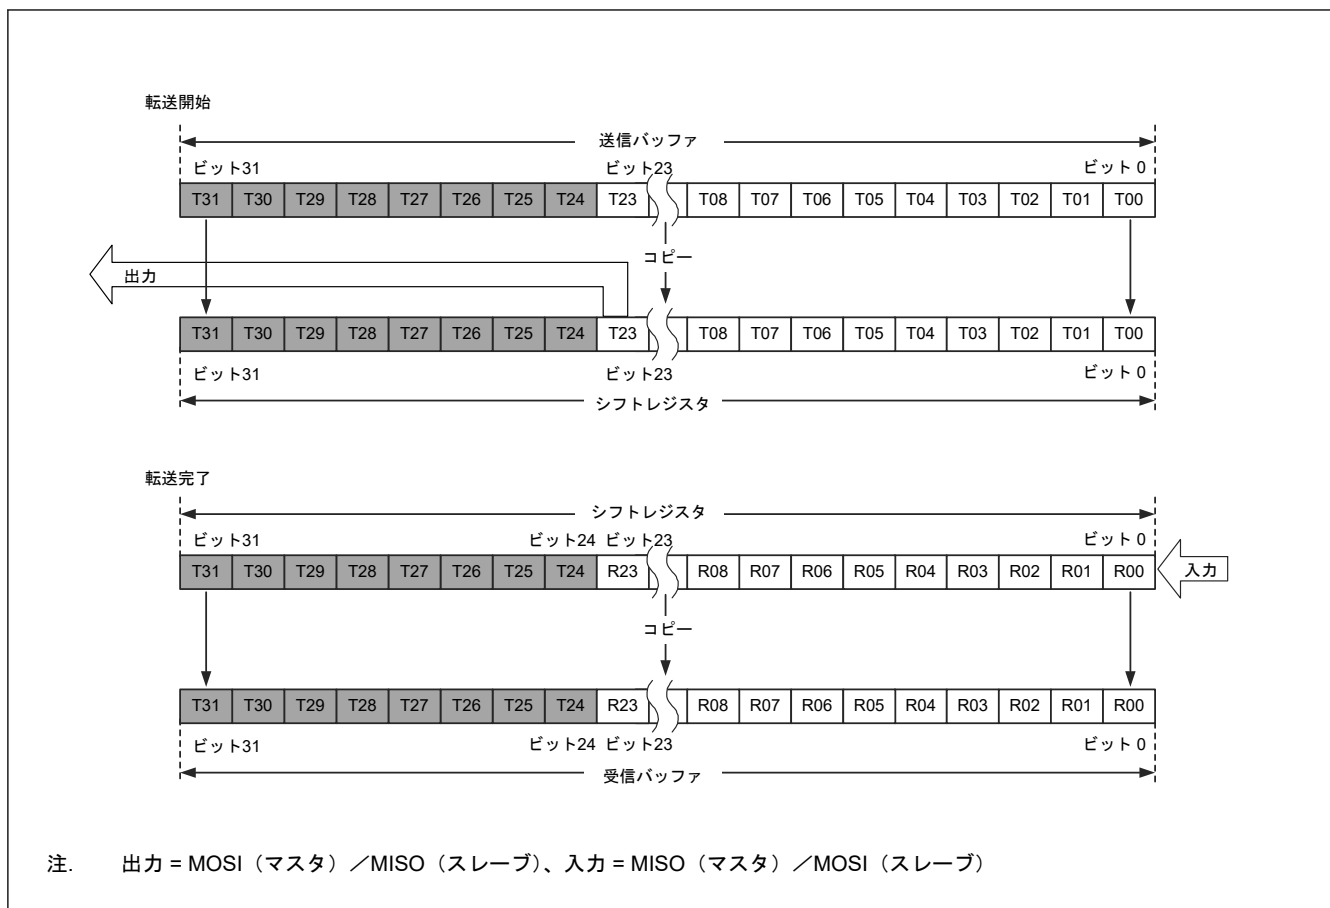 転送開始
送信バッファ
ビット31 ビット23 ビット 0
T31 T30 T29 T28 T27 T26 T25 T24 T23 T08 T07 T06 T05 T04 T03 T02 T01 T00
コピー
出力
T31 T30 T29 T28 T27 T26 T25 T24 T23 T08 T07 T06 T05 T04 T03 T02 T01 T00
ビット31 ビット23 ビット 0
シフトレジスタ
転送完了
シフトレジスタ
ビット31 ビット24 ビット23 ビット 0
T31 T30 T29 T28 T27 T26 T25 T24 R23 R08 R07 R06 R05 R04 R03 R02 R01 R00 入力
コピー
T31 T30 T29 T28 T27 T26 T25 T24 R23 R08 R07 R06 R05 R04 R03 R02 R01 R00
ビット31 ビット24 ビット23 ビット 0
受信バッファ
注. 出力 = MOSI（マスタ）／MISO（スレーブ）、入力 = MISO（マスタ）／MOSI（スレーブ）